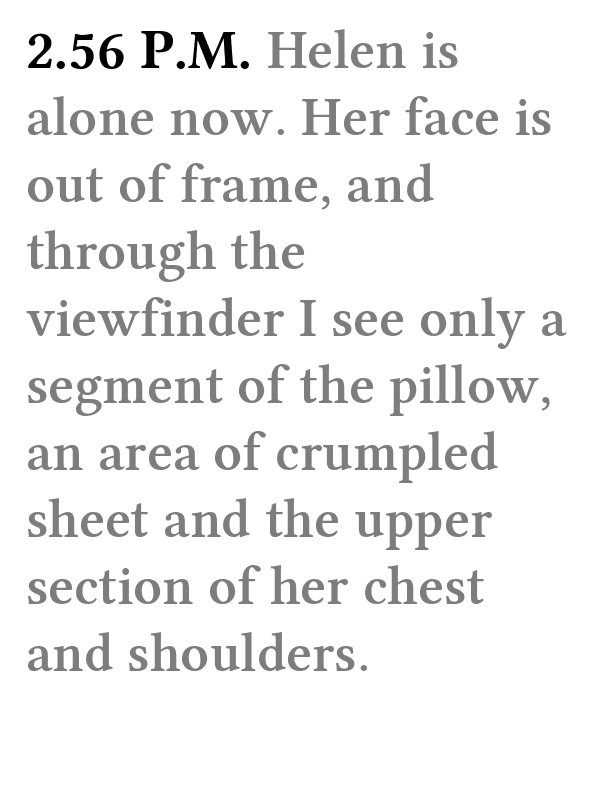 2.56 P.M. Helen is
alone now. Her face is
out of frame, and
through the
viewfinder I see only a
segment of the pillow,
an area of crumpled
sheet and the upper
section of her chest
and shoulders.